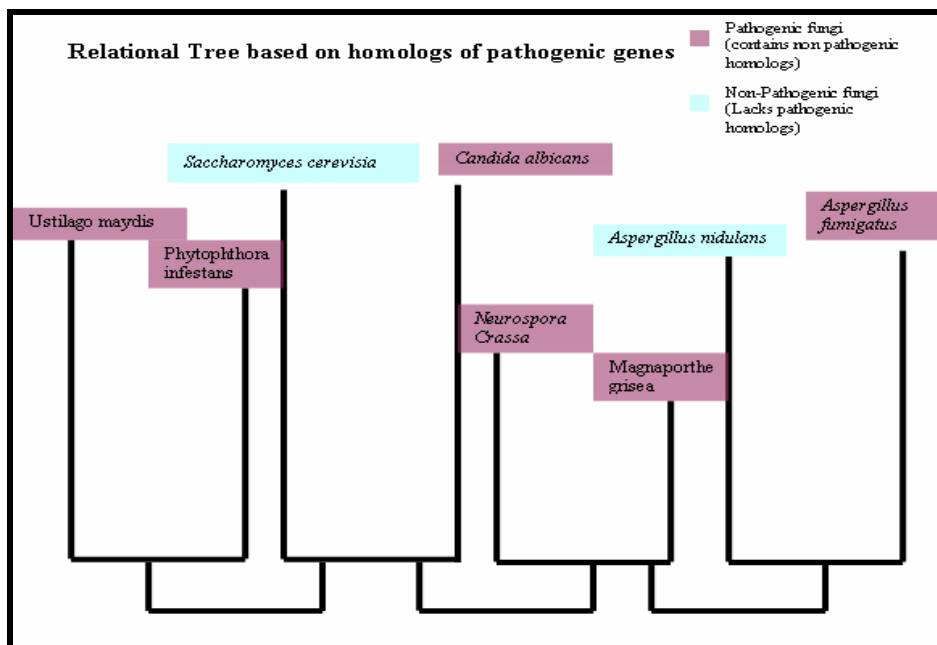 Relational Tree based on homologs of pathogenic genes
Pathogenic fungi
(contains non pathogenic
homologs)
Non-Pathogenic fungi
(Lacks pathogenic
homologs)
Saccharomyces cerevisia
Candida albicans
Ustilago maydis
Phytophthora
infestans
Aspergillus nidulans
Aspergillus
fumigatus
Neurospora
Crassa
Magnaporthe
grisea